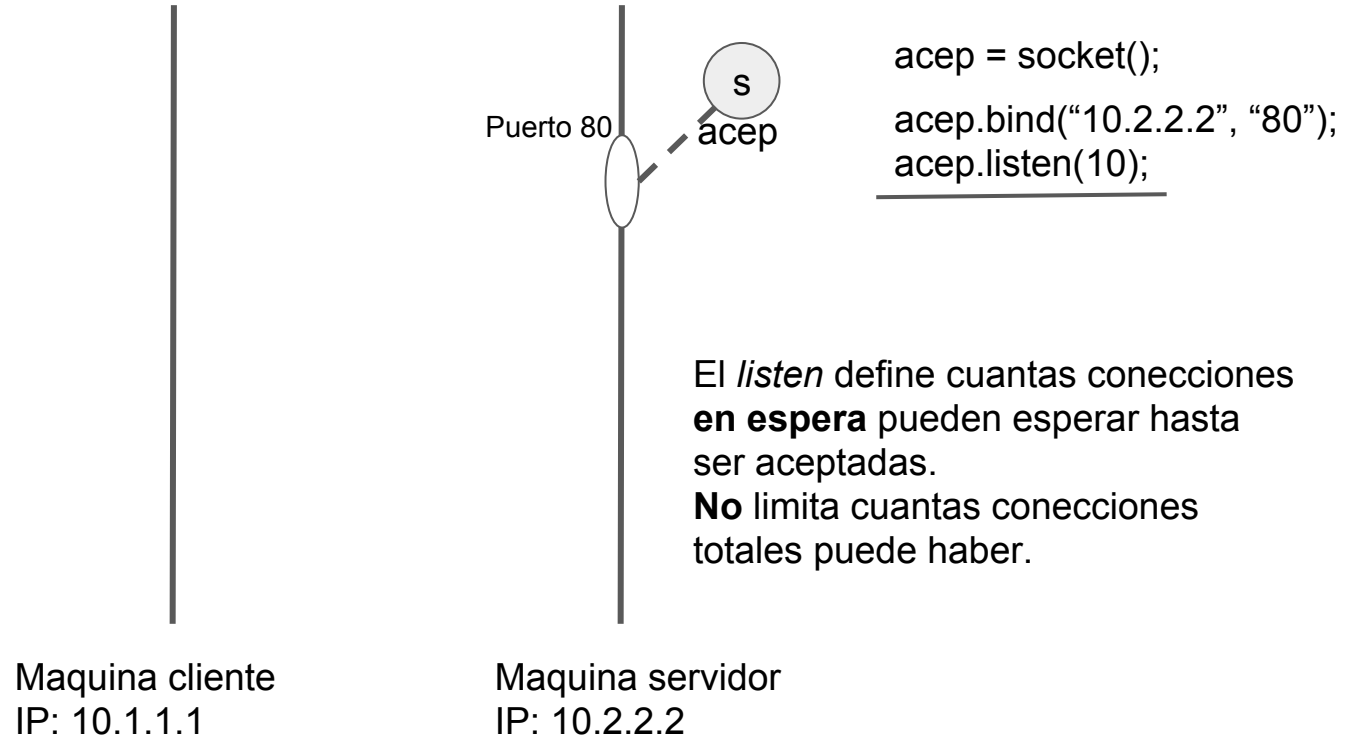 s
acep
Puerto 80
acep = socket();
acep.bind(“10.2.2.2”, “80”);
acep.listen(10);
El listen define cuantas conecciones
en espera pueden esperar hasta
ser aceptadas.
No limita cuantas conecciones
totales puede haber.
Maquina cliente
IP: 10.1.1.1
Maquina servidor
IP: 10.2.2.2